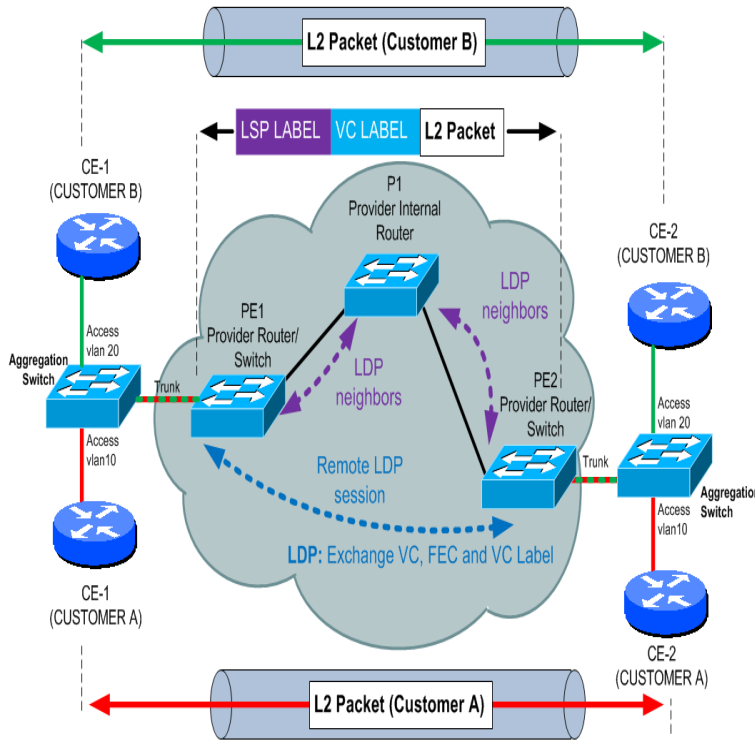 L2 Packet (Customer B)
LSP LABEL VC LABEL L2 Packet
CE-1
(CUSTOMER B)
P1
Provider Internal
Router
CE-2
(CUSTOMER B)
LDP
neighbors
PE1
Provider Router/
Switch
Access
vlan 20
Aggregation
Switch
Trunk
LDP
neighbors
PE2
Provider Router/
Switch
Access
vlan 20
Access
vlan10
Remote LDP
session
Trunk
Aggregation
Switch
Access
vlan10
LDP: Exchange VC, FEC and VC Label
CE-1
(CUSTOMER A)
CE-2
(CUSTOMER A)
L2 Packet (Customer A)